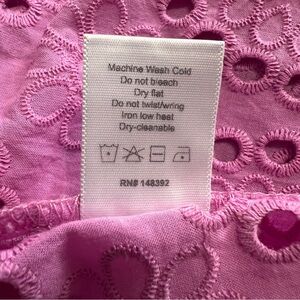 Machine Wash Cold
Do not bleach
Dry flat
Do not twist/wring
Iron low heat
Dry-cleanable
RN# 148392